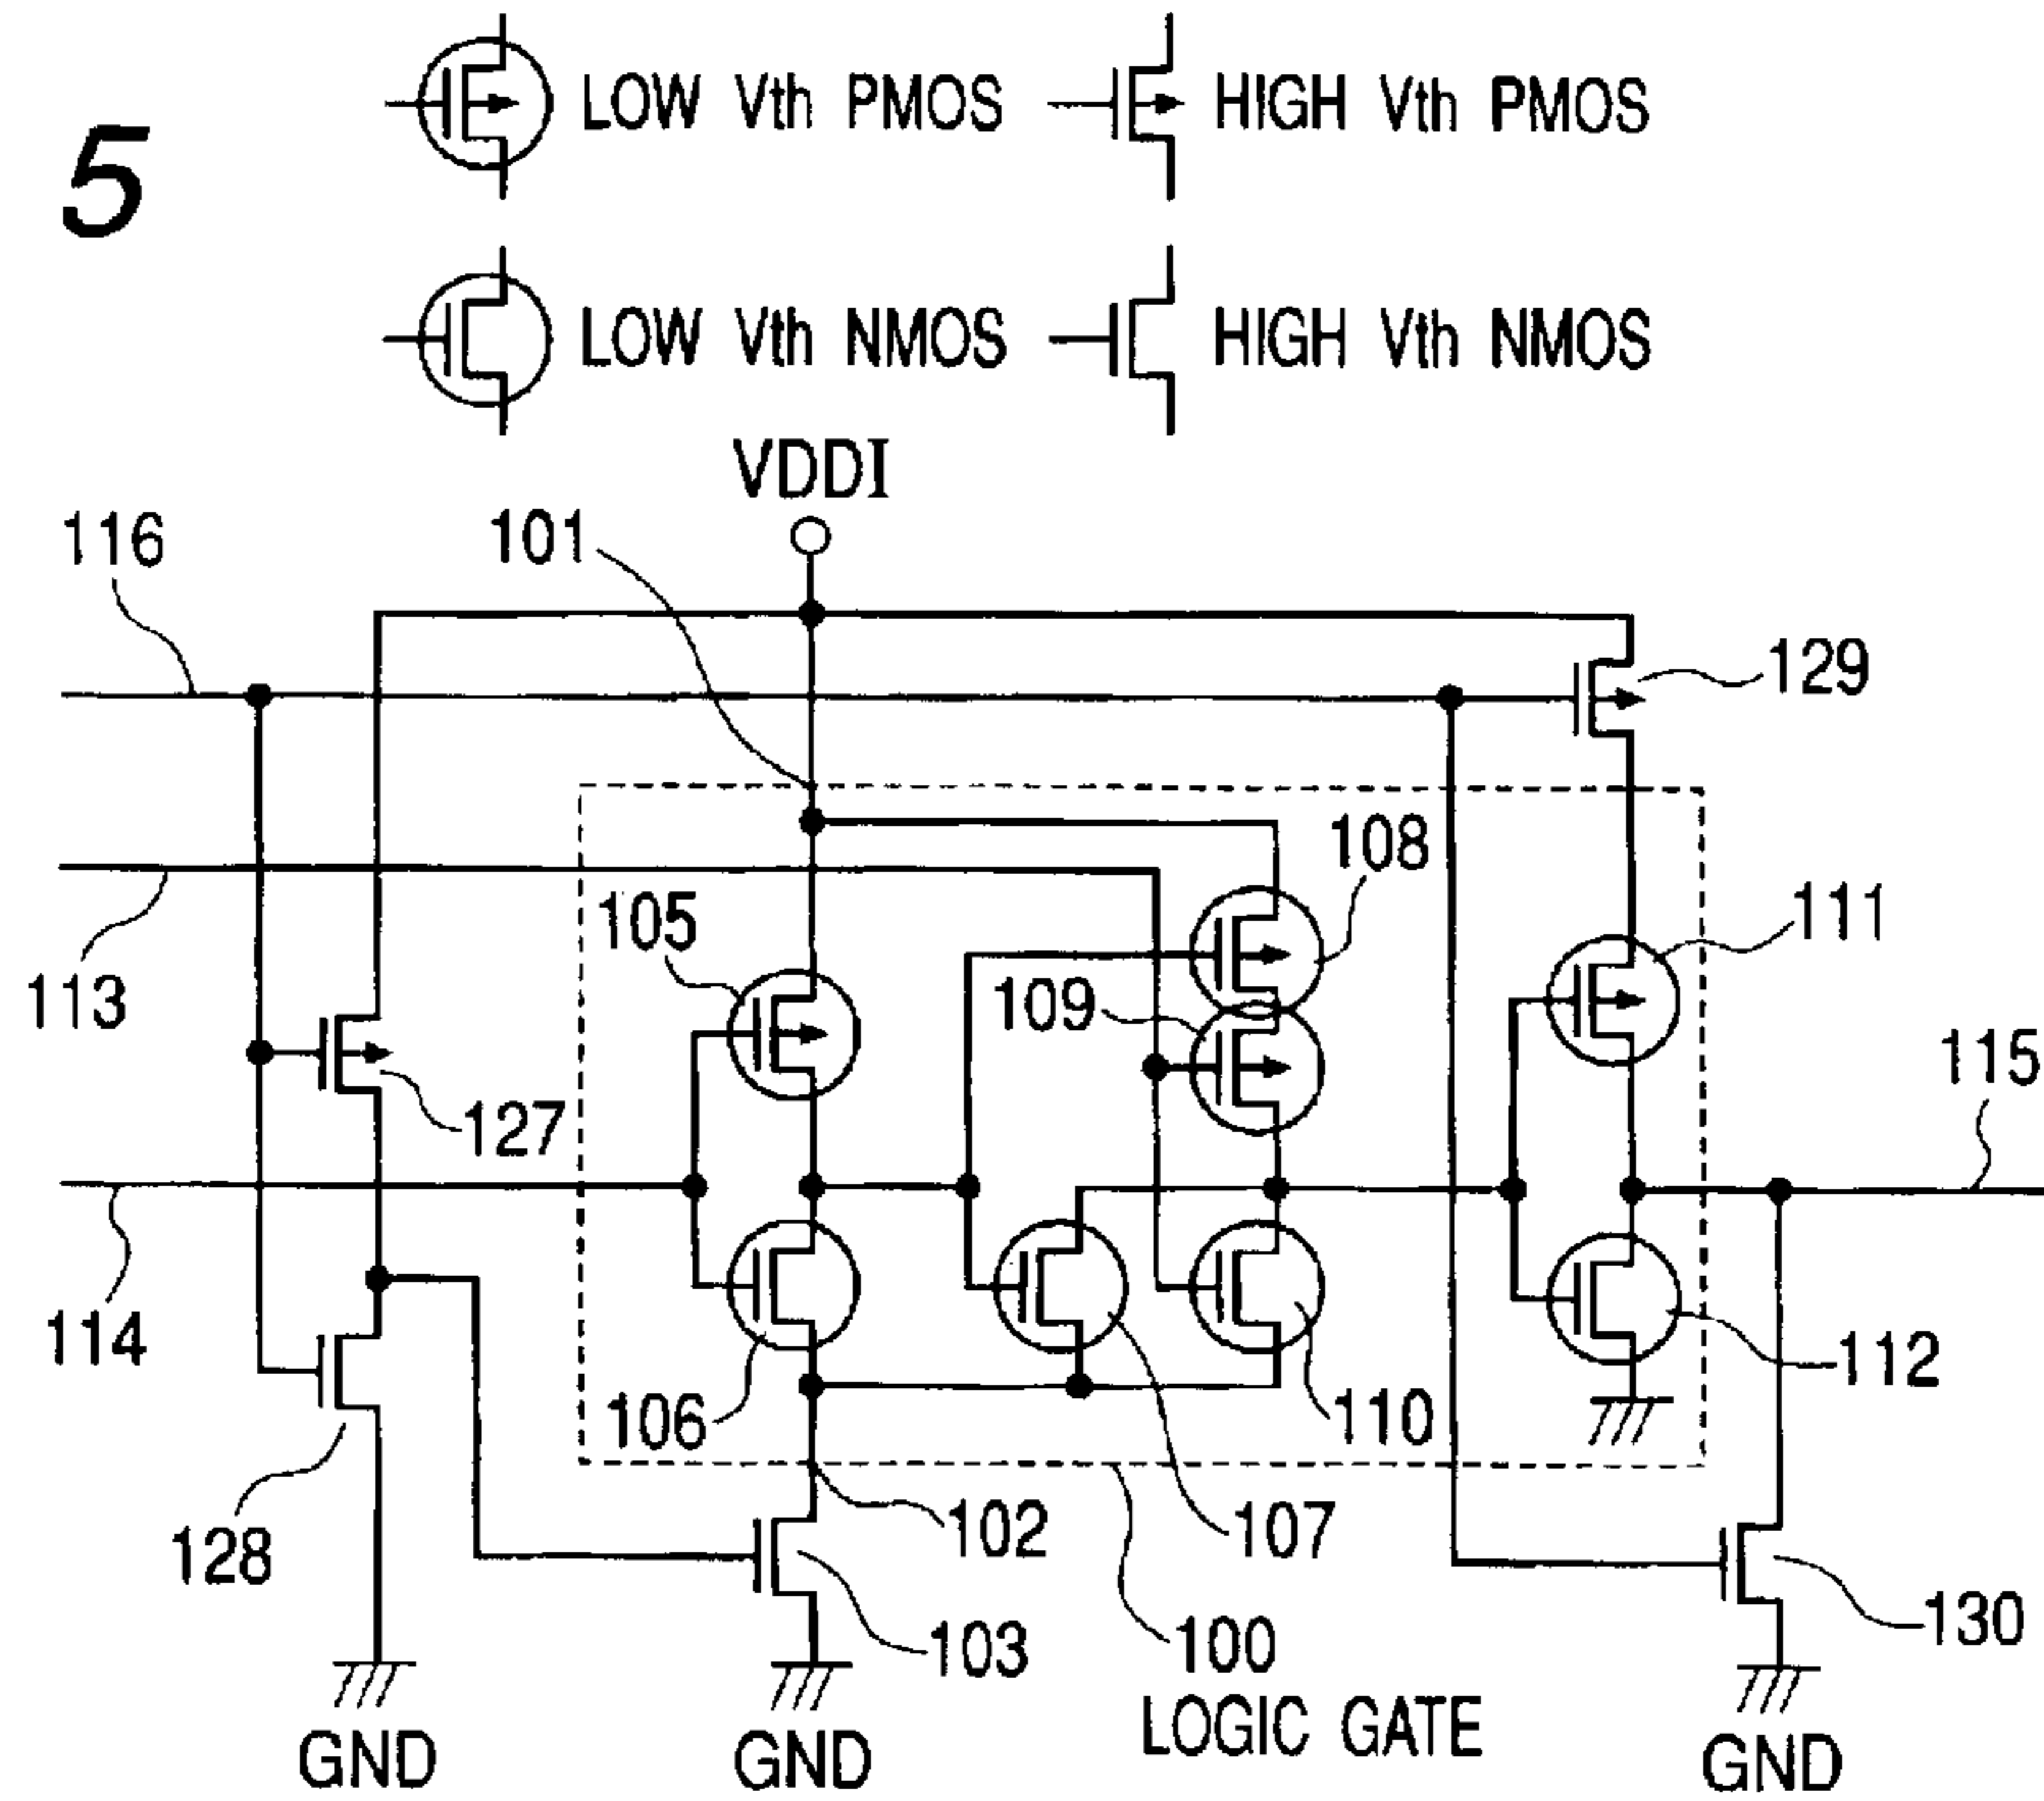 5
LOW Vth PMOS
HIGH Vth PMOS
LOW Vth NMOS
HIGH Vth NMOS
VDDI
116
101
129
108
105
111
113
109
115
127
114
106
110
112
102
107
128
103
100
130
LOGIC GATE
GND
GND
GND